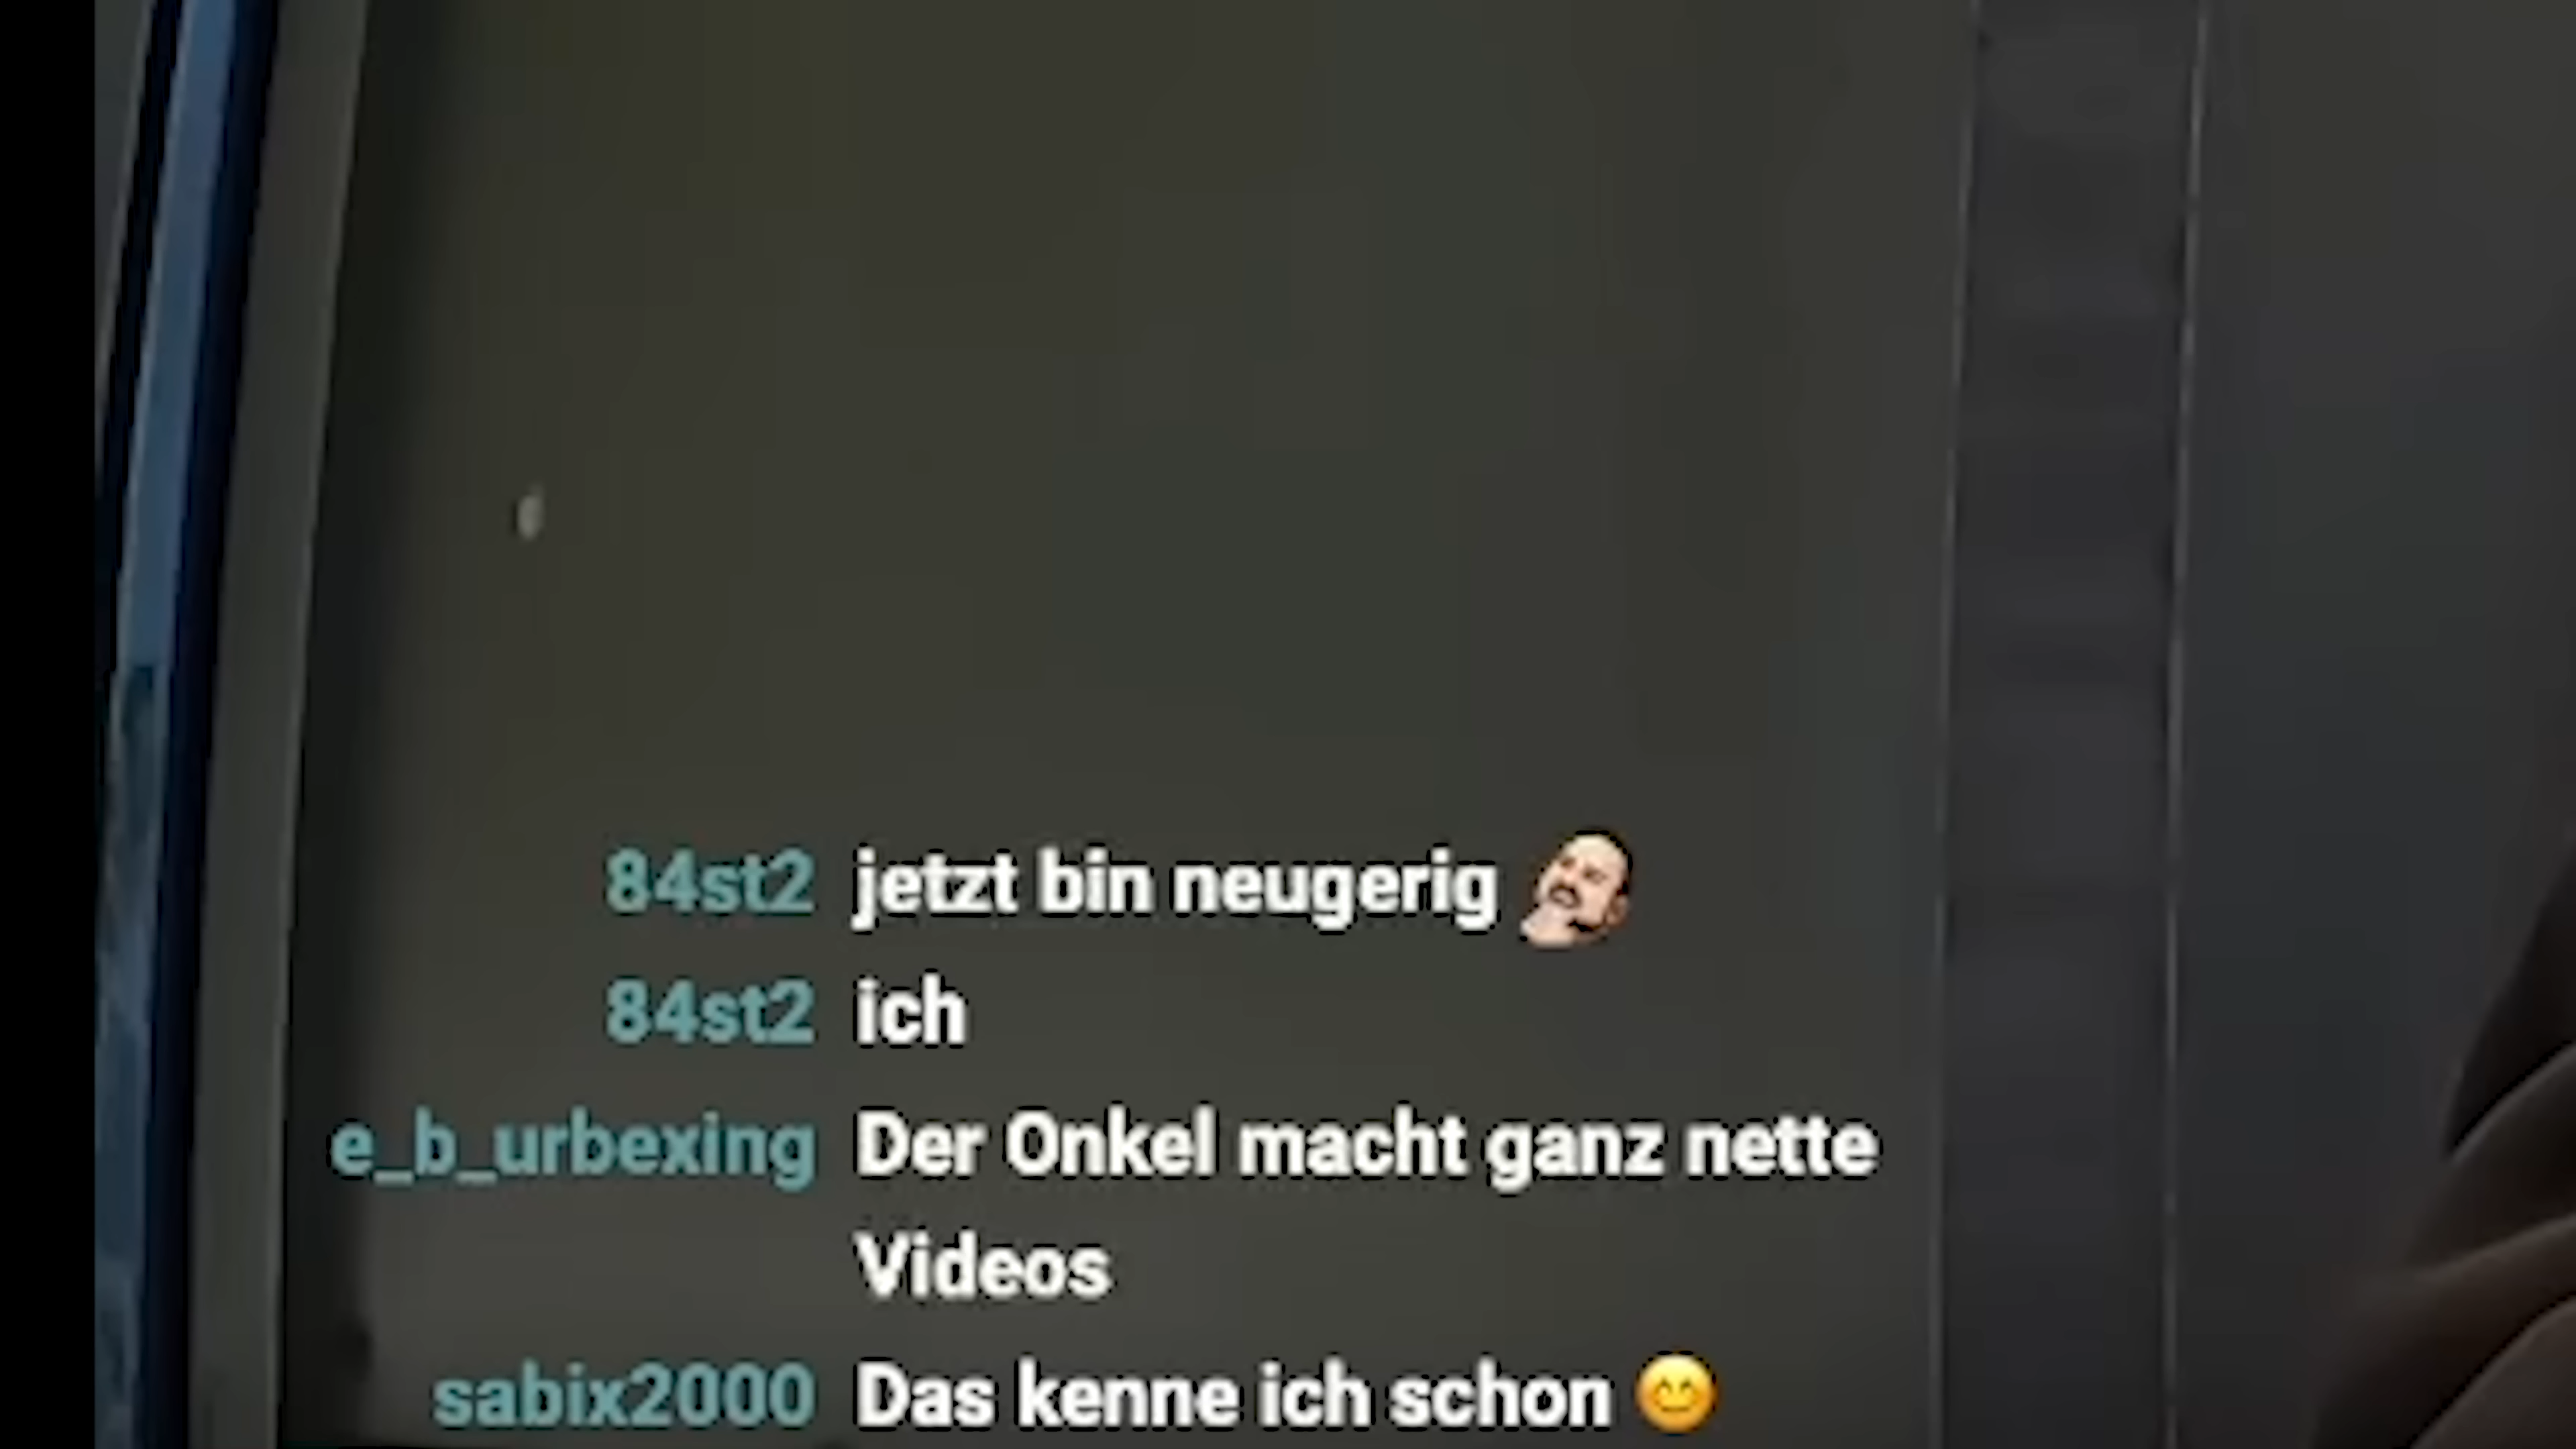 84st2 jetzt bin neugerig
84st2 ich
e_b_urbexing Der Onkel macht ganz nette
Videos
sabix2000 Das kenne ich schon 😊